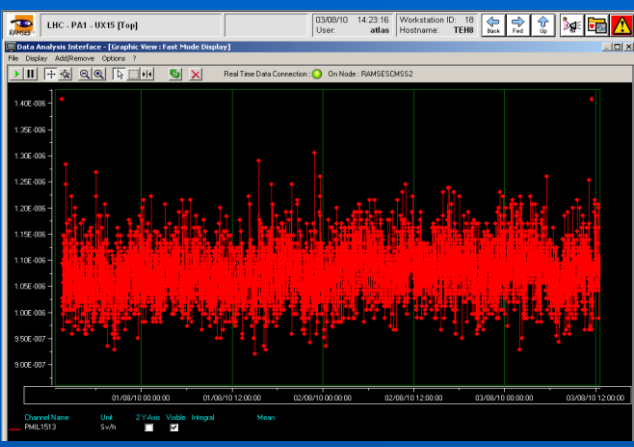 RAMSES
LHC - PA1 - UX15 [Top]
03/08/10 14:23:16
User: atlas
Workstation ID: 18
Hostname: TEH8
Back
Fwd
Up
Data Analysis Interface - [Graphic View : Fast Mode Display]
File Display Add/Remove Options ?
Real Time Data Connection : On Node : RAMSESCMSS2
1.40E-006
1.35E-006
1.30E-006
1.25E-006
1.20E-006
1.15E-006
1.10E-006
1.05E-006
1.00E-006
9.50E-007
9.00E-007
01/08/10 00:00:00 01/08/10 12:00:00 02/08/10 00:00:00 02/08/10 12:00:00 03/08/10 00:00:00 03/08/10 12:00:00
Channel Name Unit 2 Y-Axis Visible Integral Mean
PMIL1513 Sv/h